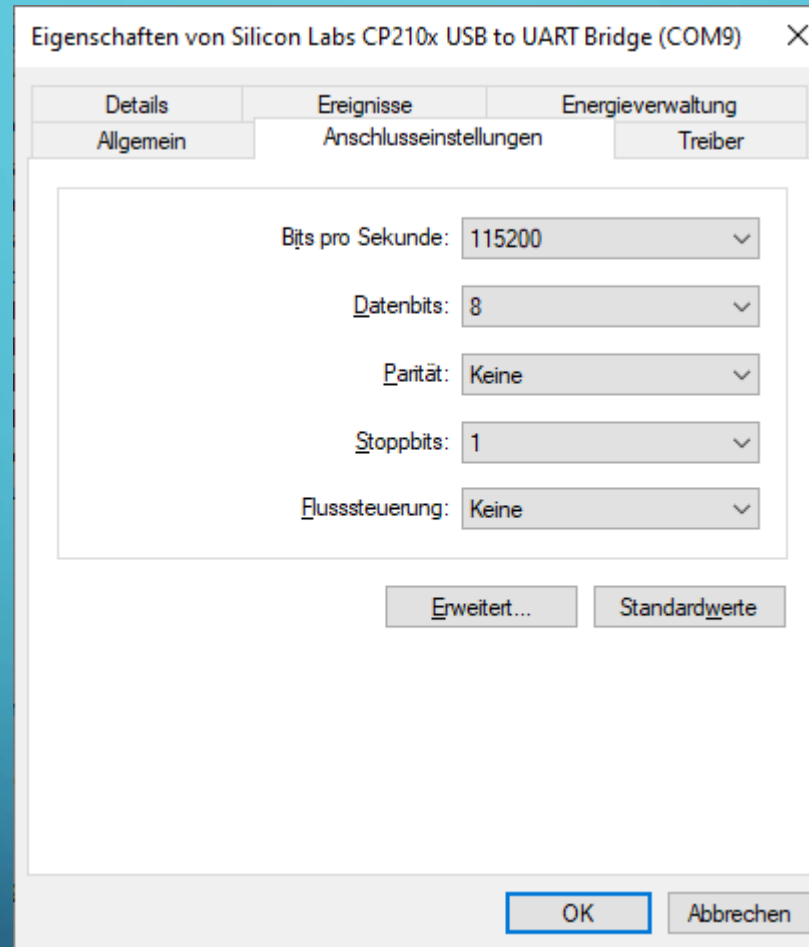 Eigenschaften von Silicon Labs CP210x USB to UART Bridge (COM9)
Details Ereignisse Energieverwaltung
Allgemein Anschlusseinstellungen Treiber
Bits pro Sekunde: 115200
Datenbits: 8
Parität: Keine
Stoppbits: 1
Flusssteuerung: Keine
Erweitert... Standardwerte
OK Abbrechen